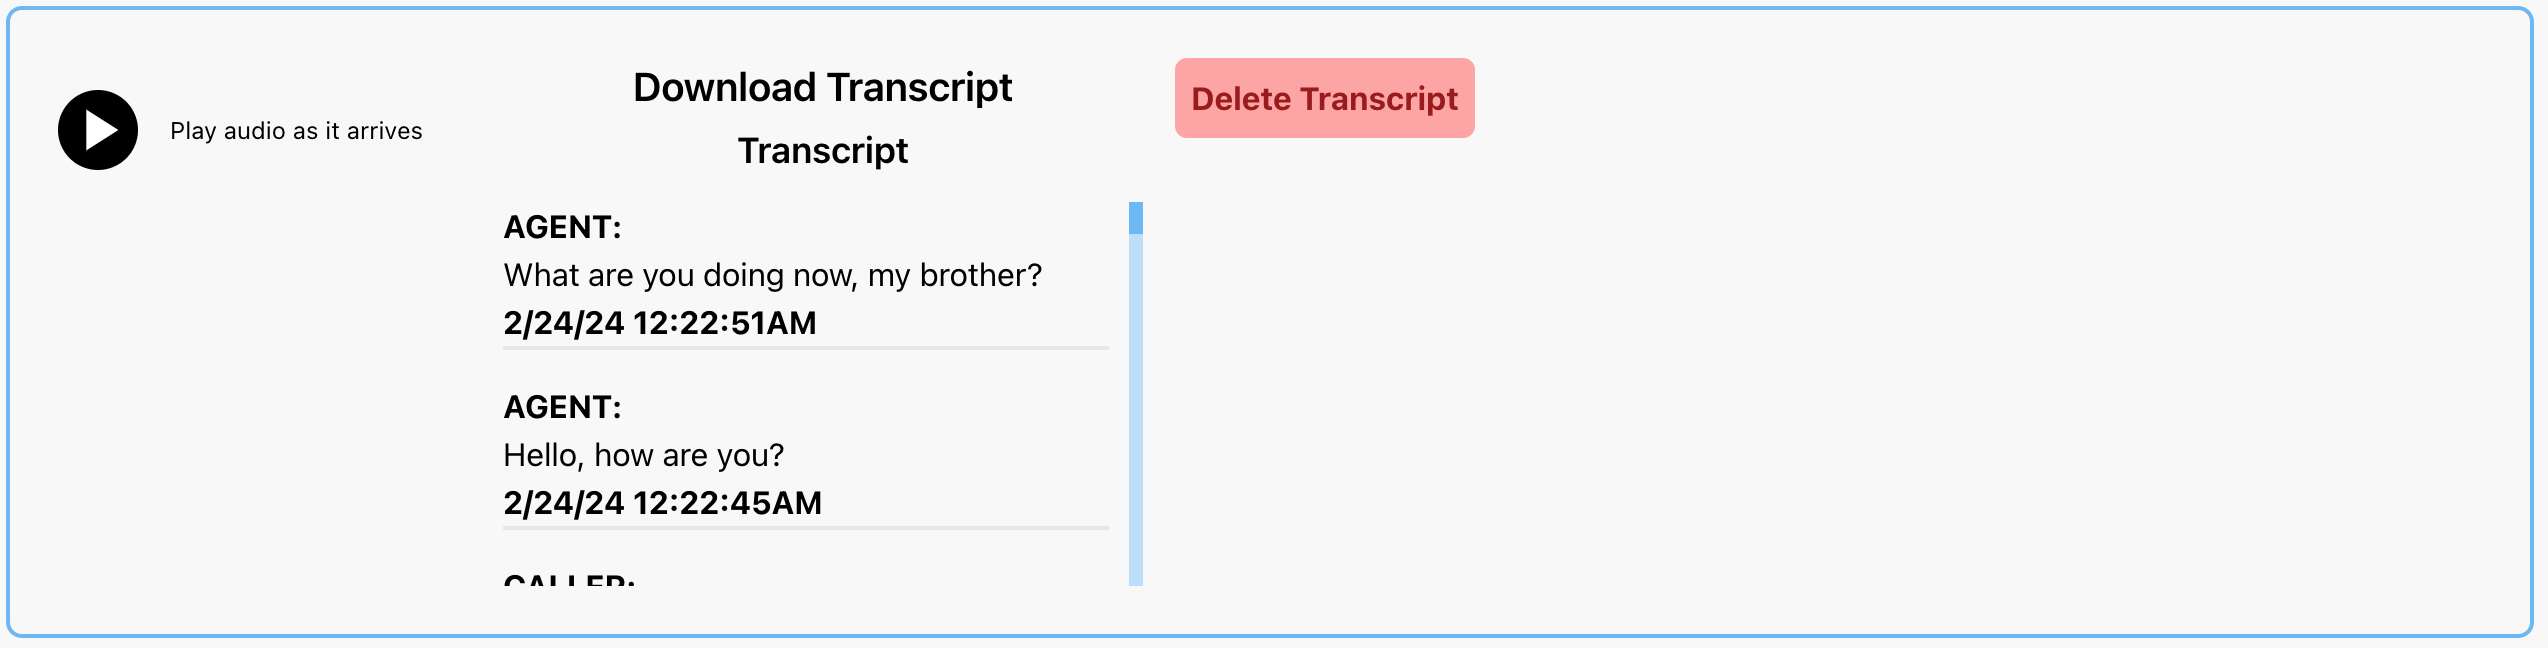 Play audio as it arrives
Download Transcript
Transcript
Delete Transcript
AGENT:
What are you doing now, my brother?
2/24/24 12:22:51AM
AGENT:
Hello, how are you?
2/24/24 12:22:45AM
CALLER: